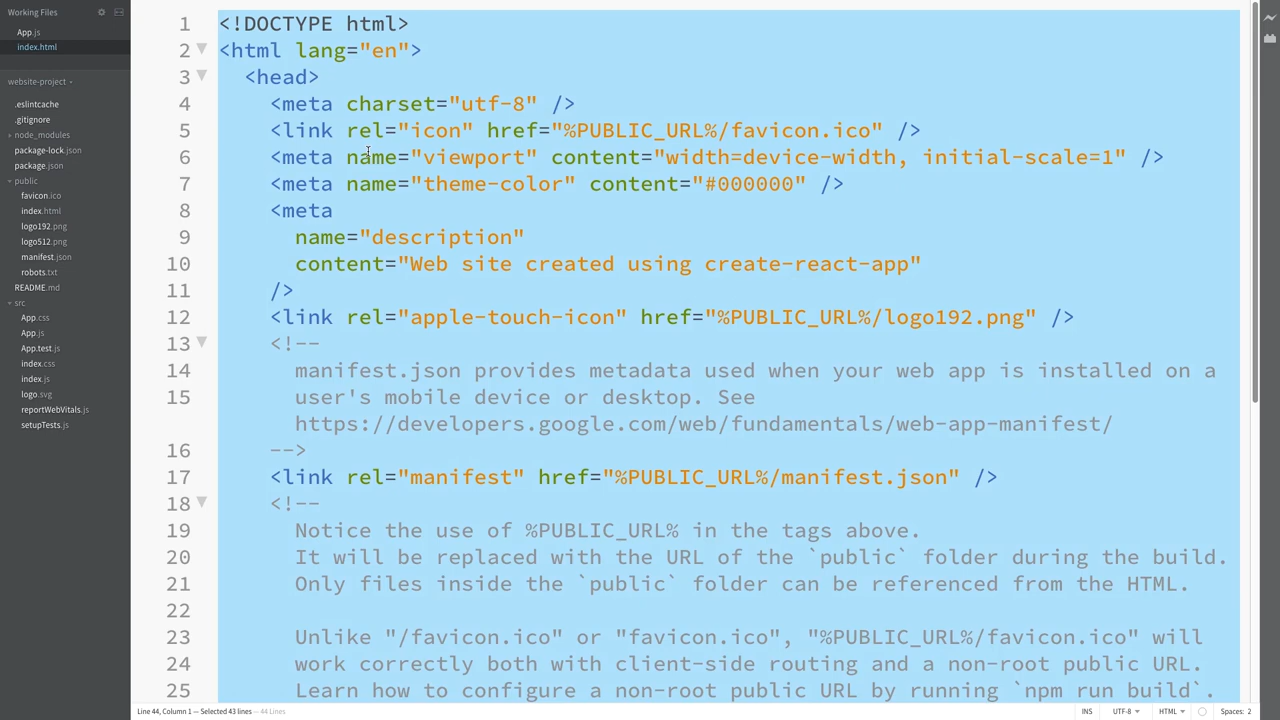 Working Files
App.js
index.html
website-project
.eslintcache
.gitignore
node_modules
package-lock.json
package.json
public
favicon.ico
index.html
logo192.png
logo512.png
manifest.json
robots.txt
README.md
src
App.css
App.js
App.test.js
index.css
index.js
logo.svg
reportWebVitals.js
setupTests.js
1 <!DOCTYPE html>
2 <html lang="en">
3 <head>
4 <meta charset="utf-8" />
5 <link rel="icon" href="%PUBLIC_URL%/favicon.ico" />
6 <meta name="viewport" content="width=device-width, initial-scale=1" />
7 <meta name="theme-color" content="#000000" />
8 <meta
9 name="description"
10 content="Web site created using create-react-app"
11 />
12 <link rel="apple-touch-icon" href="%PUBLIC_URL%/logo192.png" />
13 <!--
14 manifest.json provides metadata used when your web app is installed on a
15 user's mobile device or desktop. See
https://developers.google.com/web/fundamentals/web-app-manifest/
16 -->
17 <link rel="manifest" href="%PUBLIC_URL%/manifest.json" />
18 <!--
19 Notice the use of %PUBLIC_URL% in the tags above.
20 It will be replaced with the URL of the `public` folder during the build.
21 Only files inside the `public` folder can be referenced from the HTML.
22
23 Unlike "/favicon.ico" or "favicon.ico", "%PUBLIC_URL%/favicon.ico" will
24 work correctly both with client-side routing and a non-root public URL.
25 Learn how to configure a non-root public URL by running `npm run build`.
Line 44, Column 1 — Selected 43 lines — 44 Lines
INS UTF-8 HTML Spaces: 2